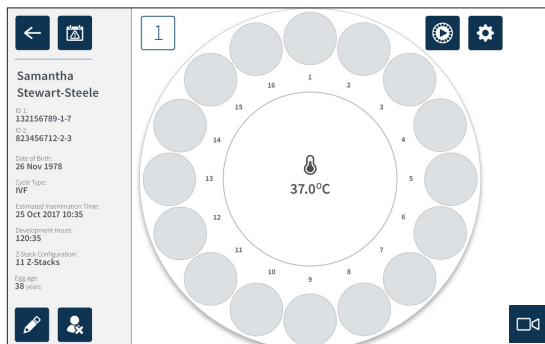 Samantha
Stewart-Steele
ID 1:
132156789-1-7
ID 2:
823456712-2-3
Date of Birth:
26 Nov 1978
Cycle Type:
IVF
Estimated Insemination Time:
25 Oct 2017 10:35
Development Hours:
120:35
Z-Stack Configuration:
11 Z-Stacks
Egg age:
38 years
1
1
2
3
4
5
6
7
8
9
10
11
12
13
14
15
16
37.0°C